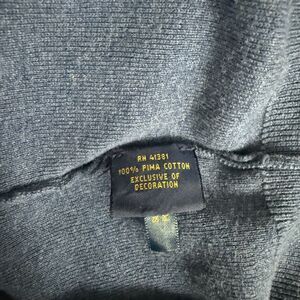 RN 41381
100% PIMA COTTON
EXCLUSIVE OF
DECORATION